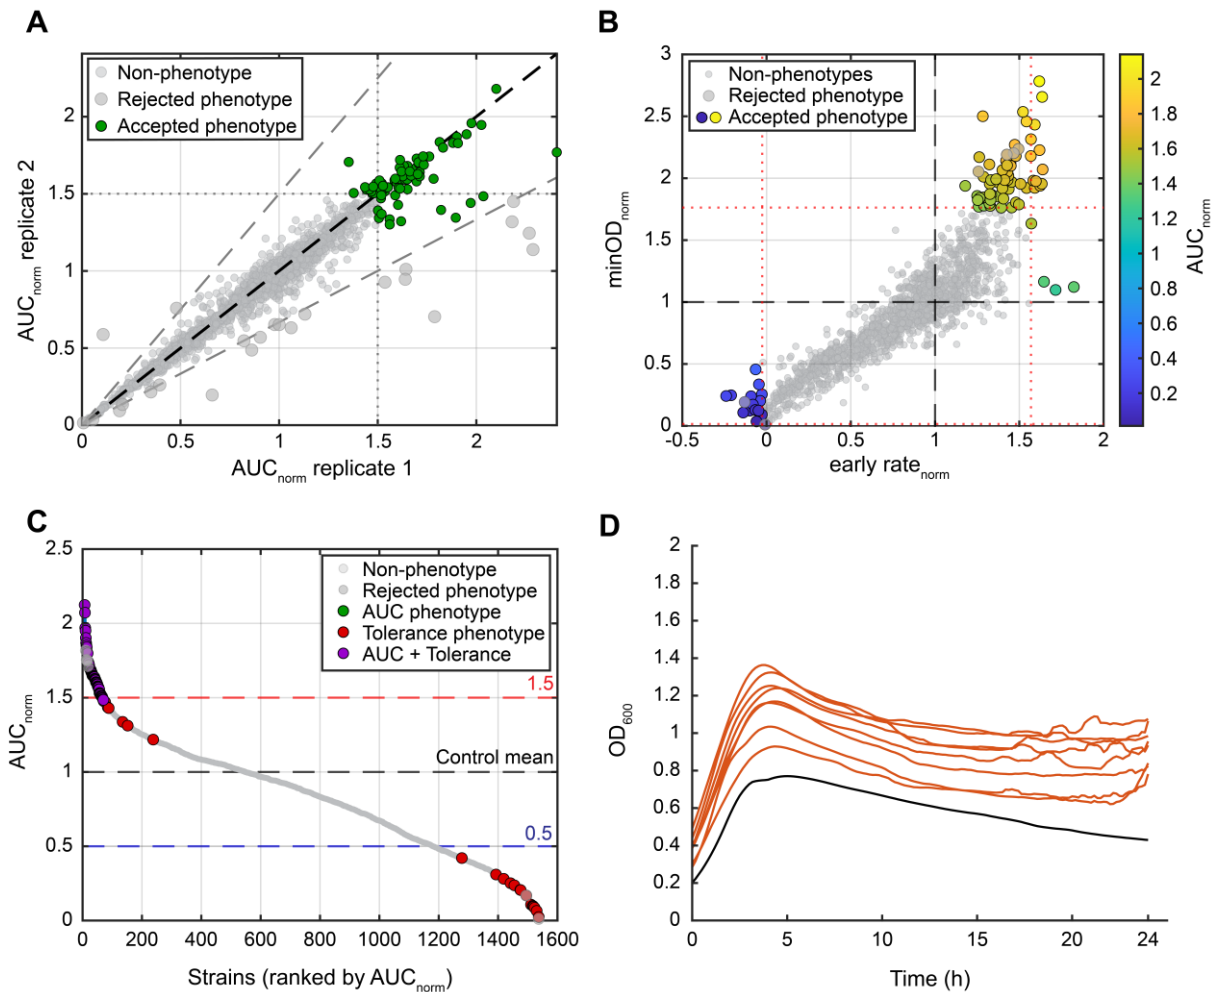 A
Non-phenotype
Rejected phenotype
Accepted phenotype
2
1.5
1
0.5
0
0
0.5
1
1.5
2
AUCnorm replicate 2
AUCnorm replicate 1
B
Non-phenotypes
Rejected phenotype
Accepted phenotype
3
2.5
2
1.5
1
0.5
0
-0.5
0
0.5
1
1.5
2
minODnorm
early ratenorm
2
1.8
1.6
1.4
1.2
1
0.8
0.6
0.4
0.2
AUCnorm
C
Non-phenotype
Rejected phenotype
AUC phenotype
Tolerance phenotype
AUC + Tolerance
1.5
Control mean
0.5
2.5
2
1.5
1
0.5
0
0
200
400
600
800
1000
1200
1400
1600
AUCnorm
Strains (ranked by AUCnorm)
D
2
1.8
1.6
1.4
1.2
1
0.8
0.6
0.4
0.2
0
0
5
10
15
20
24
OD600
Time (h)